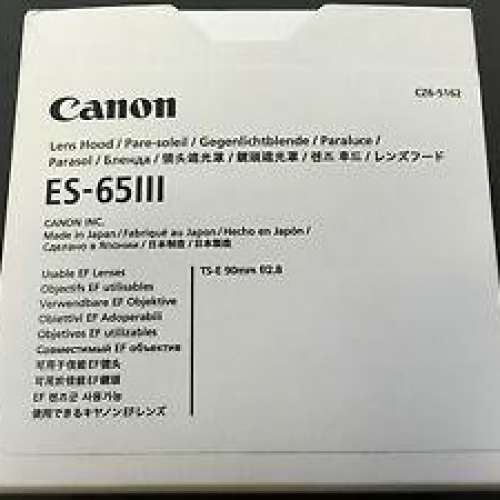 Canon
CZ6-5162
Lens Hood / Pare-soleil / Gegenlichtblende / Paraluce /
Parasol / Бленда / 镜头遮光罩 / 鏡頭遮光罩 / 렌즈 후드 / レンズフード
ES-65III
CANON INC.
Made in Japan / Fabriqué au Japon / Hecho en Japón /
Сделано в Японии / 日本制造 / 日本製造
Usable EF Lenses
TS-E 90mm f/2.8
Objectifs EF utilisables
Verwendbare EF Objektive
Obiettivi EF Adoperabili
Objetivos EF utilizables
Совместимый EF объектив
可用于佳能EF镜头
可用於佳能EF鏡頭
EF 렌즈군 사용가능
使用できるキヤノンEFレンズ